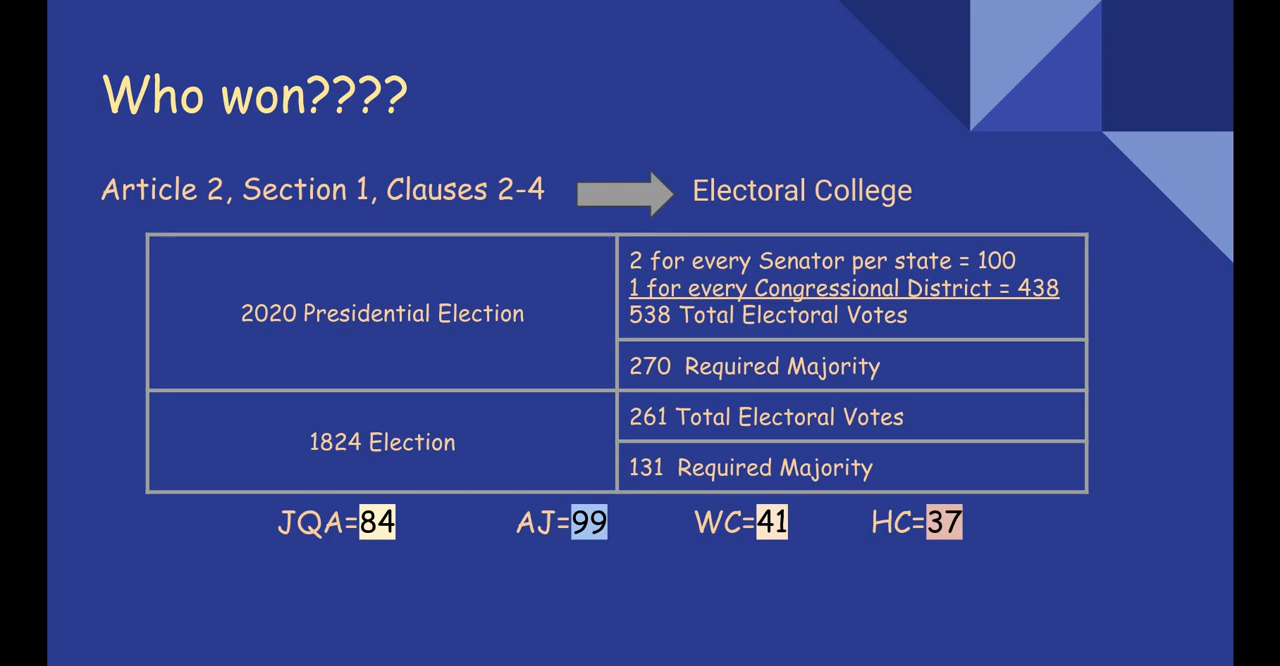 Who won????
Article 2, Section 1, Clauses 2-4
Electoral College
2020 Presidential Election
2 for every Senator per state = 100
1 for every Congressional District = 438
538 Total Electoral Votes
270 Required Majority
1824 Election
261 Total Electoral Votes
131 Required Majority
JQA=84 AJ=99 WC=41 HC=37